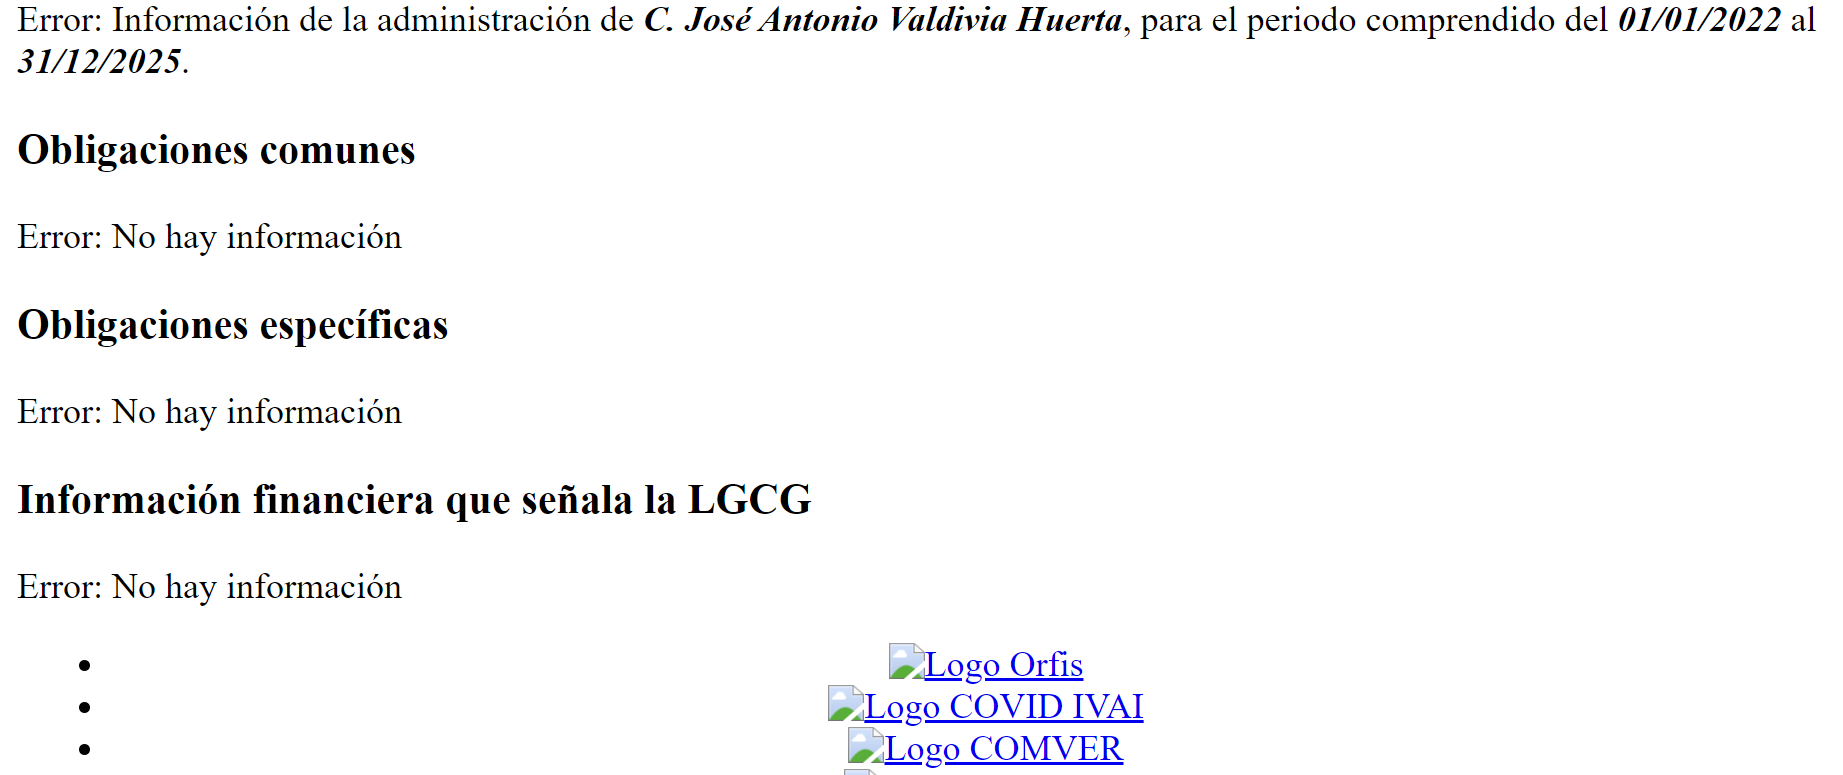 Error: Información de la administración de C. José Antonio Valdivia Huerta, para el periodo comprendido del 01/01/2022 al
31/12/2025.
Obligaciones comunes
Error: No hay información
Obligaciones específicas
Error: No hay información
Información financiera que señala la LGCG
Error: No hay información
Logo Orfis
Logo COVID IVAI
Logo COMVER